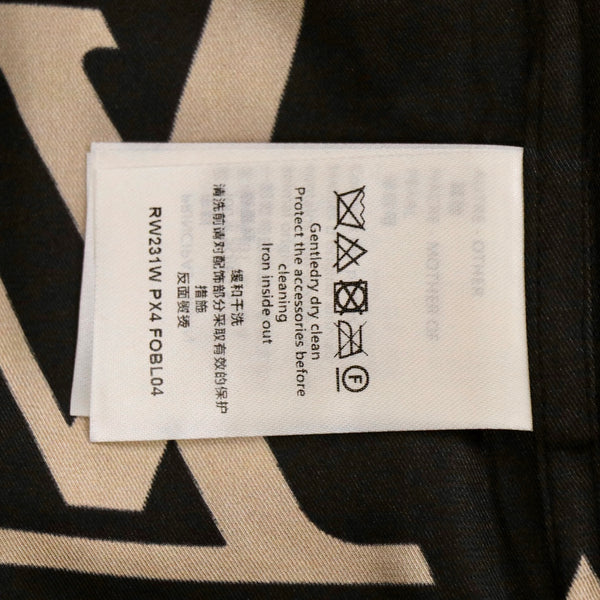 Gentledry dry clean
Protect the accessories before
cleaning
Iron inside out
缓和干洗
清洗前请对配饰部分采取有效的保护
措施
反面熨烫
RW231W PX4 FOBL04